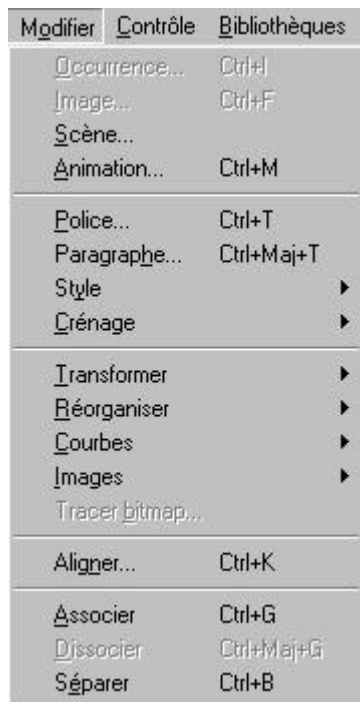 Modifier Contrôle Bibliothèques
Occurrence... Ctrl+I
Image... Ctrl+F
Scène...
Animation... Ctrl+M
Police... Ctrl+T
Paragraphe... Ctrl+Maj+T
Style
Crénage
Transformer
Réorganiser
Courbes
Images
Tracer bitmap...
Aligner... Ctrl+K
Associer Ctrl+G
Dissocier Ctrl+Maj+G
Séparer Ctrl+B